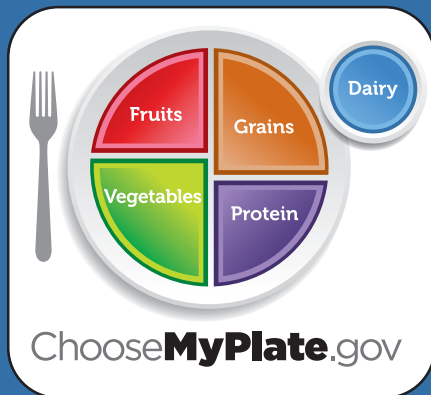 Dairy
Fruits
Grains
Vegetables
Protein
ChooseMyPlate.gov